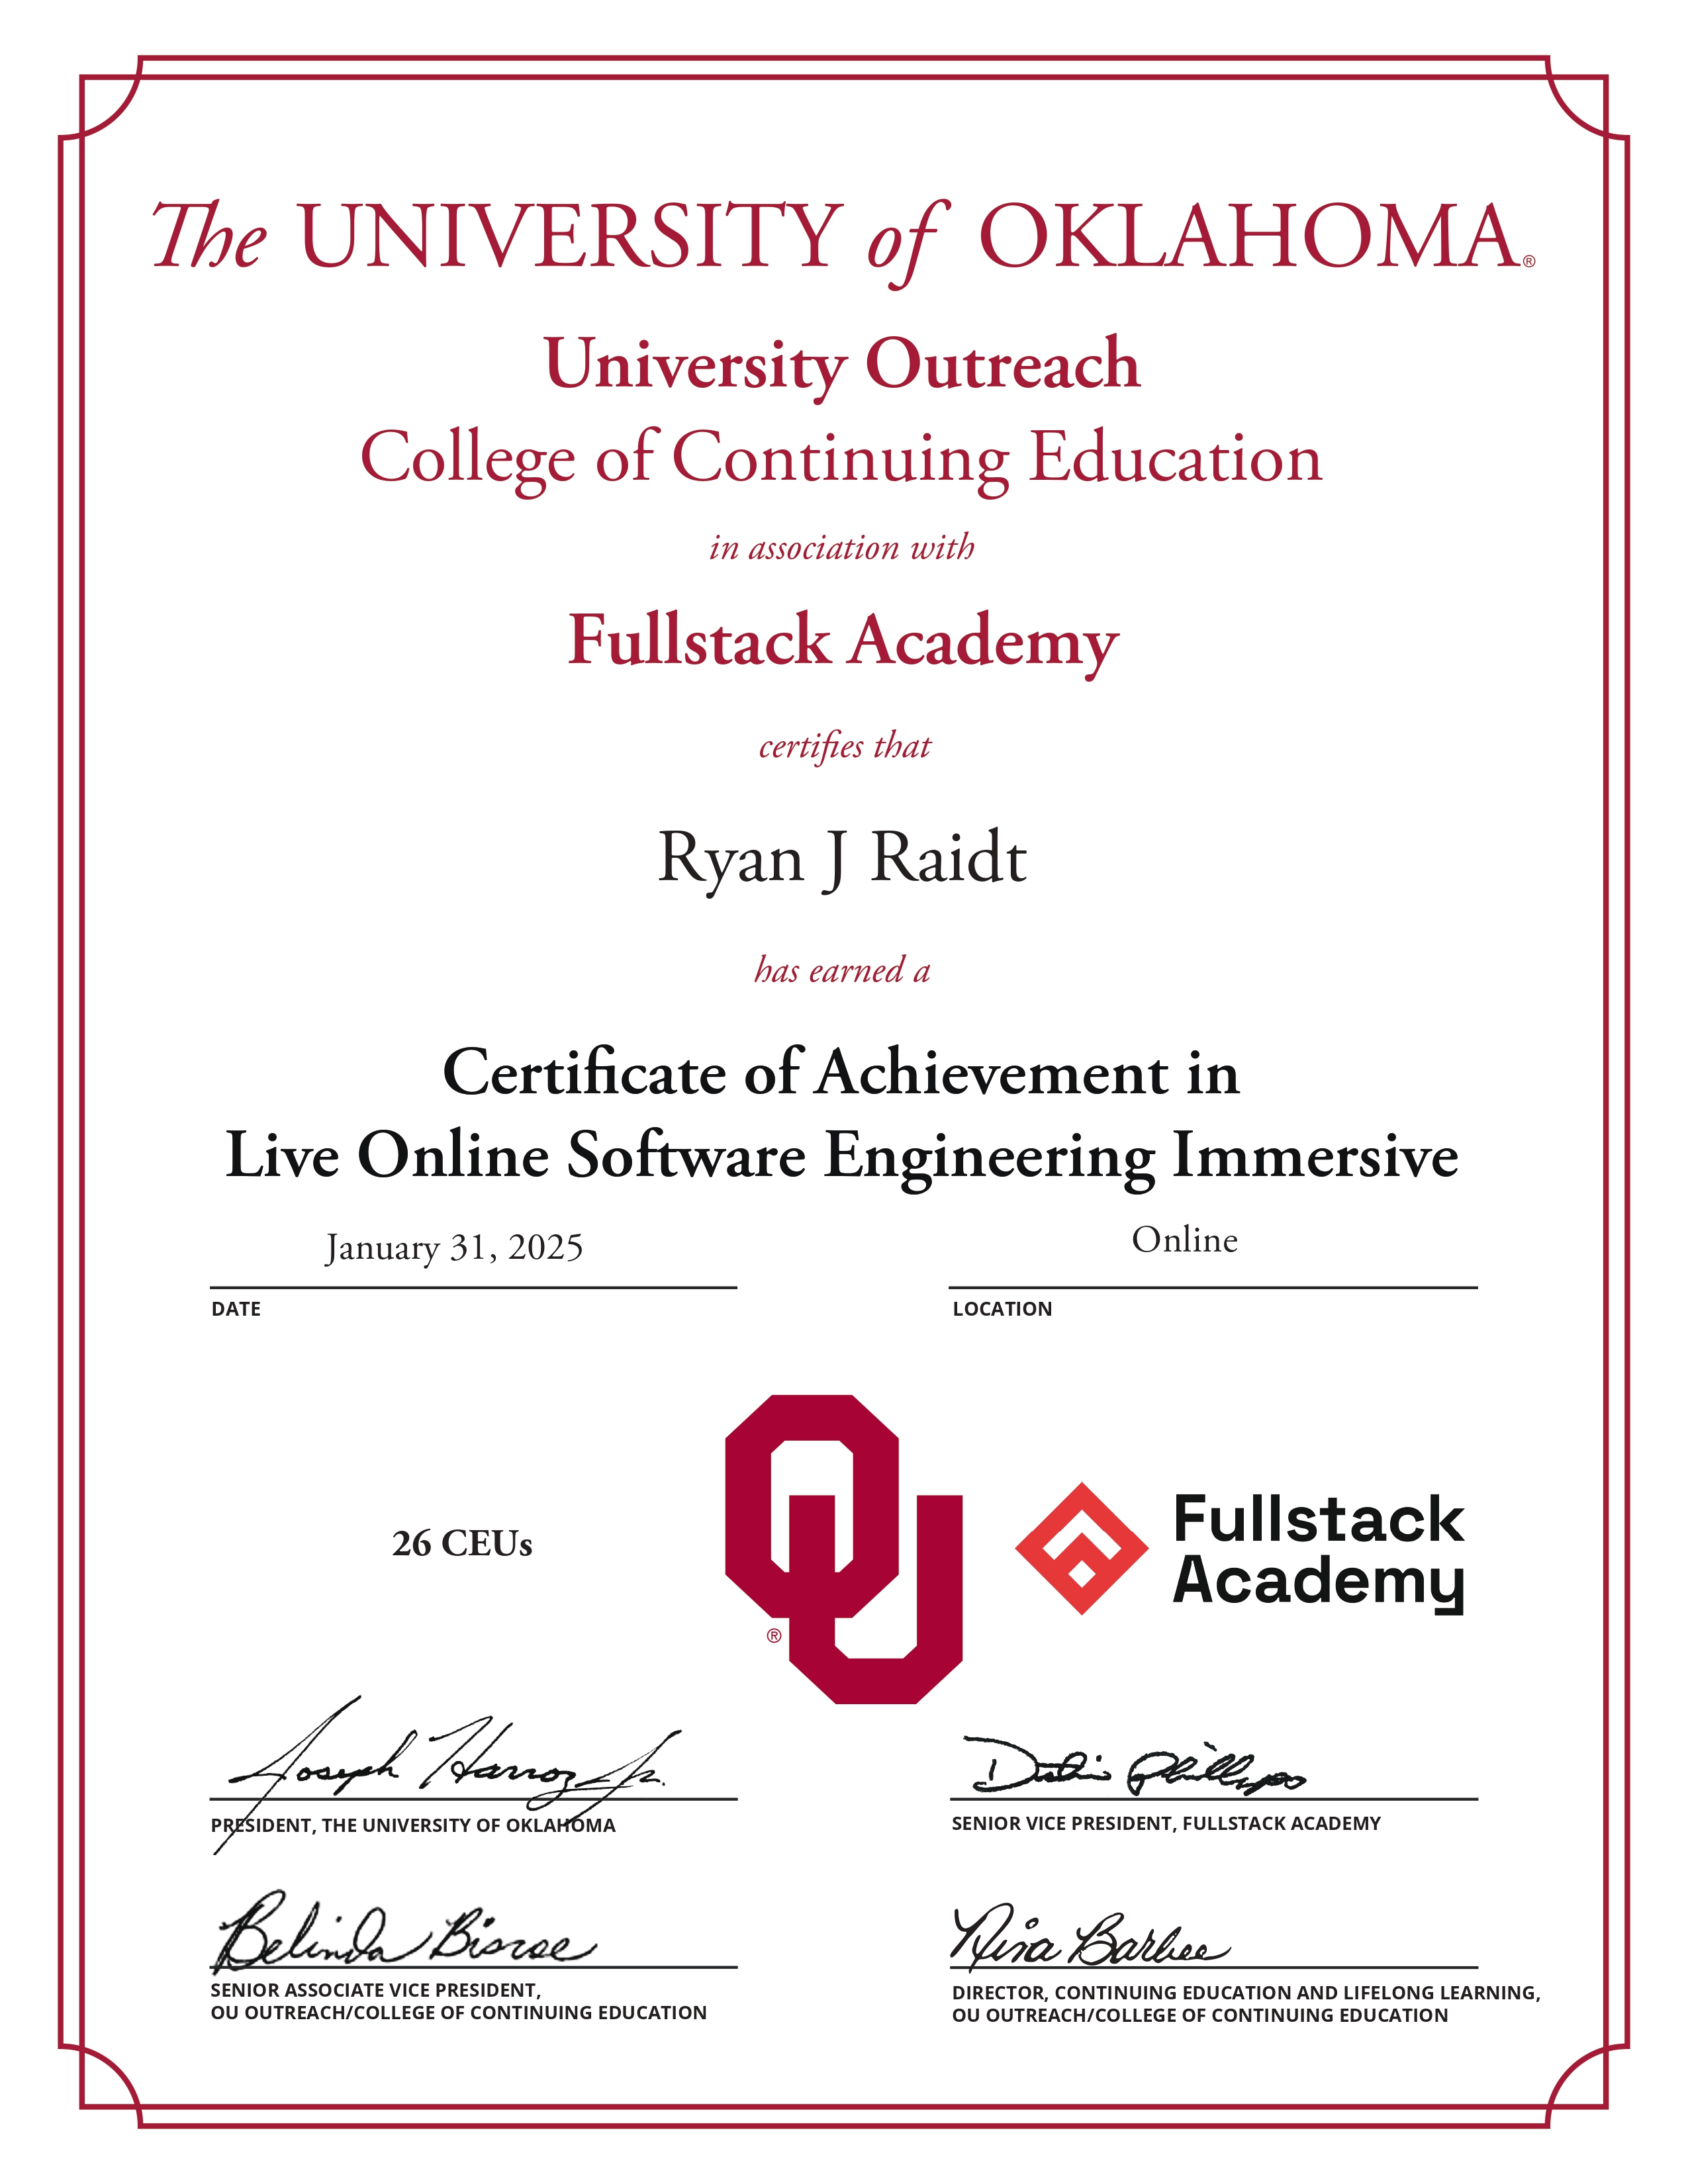 The UNIVERSITY of OKLAHOMA®
University Outreach
College of Continuing Education
in association with
Fullstack Academy
certifies that
Ryan J Raidt
has earned a
Certificate of Achievement in
Live Online Software Engineering Immersive
January 31, 2025
DATE
Online
LOCATION
26 CEUs
OU®
Fullstack
Academy
Joseph Harroz Jr.
PRESIDENT, THE UNIVERSITY OF OKLAHOMA
Phillips
SENIOR VICE PRESIDENT, FULLSTACK ACADEMY
Belinda Biscoe
SENIOR ASSOCIATE VICE PRESIDENT,
OU OUTREACH/COLLEGE OF CONTINUING EDUCATION
Nina Barbee
DIRECTOR, CONTINUING EDUCATION AND LIFELONG LEARNING,
OU OUTREACH/COLLEGE OF CONTINUING EDUCATION